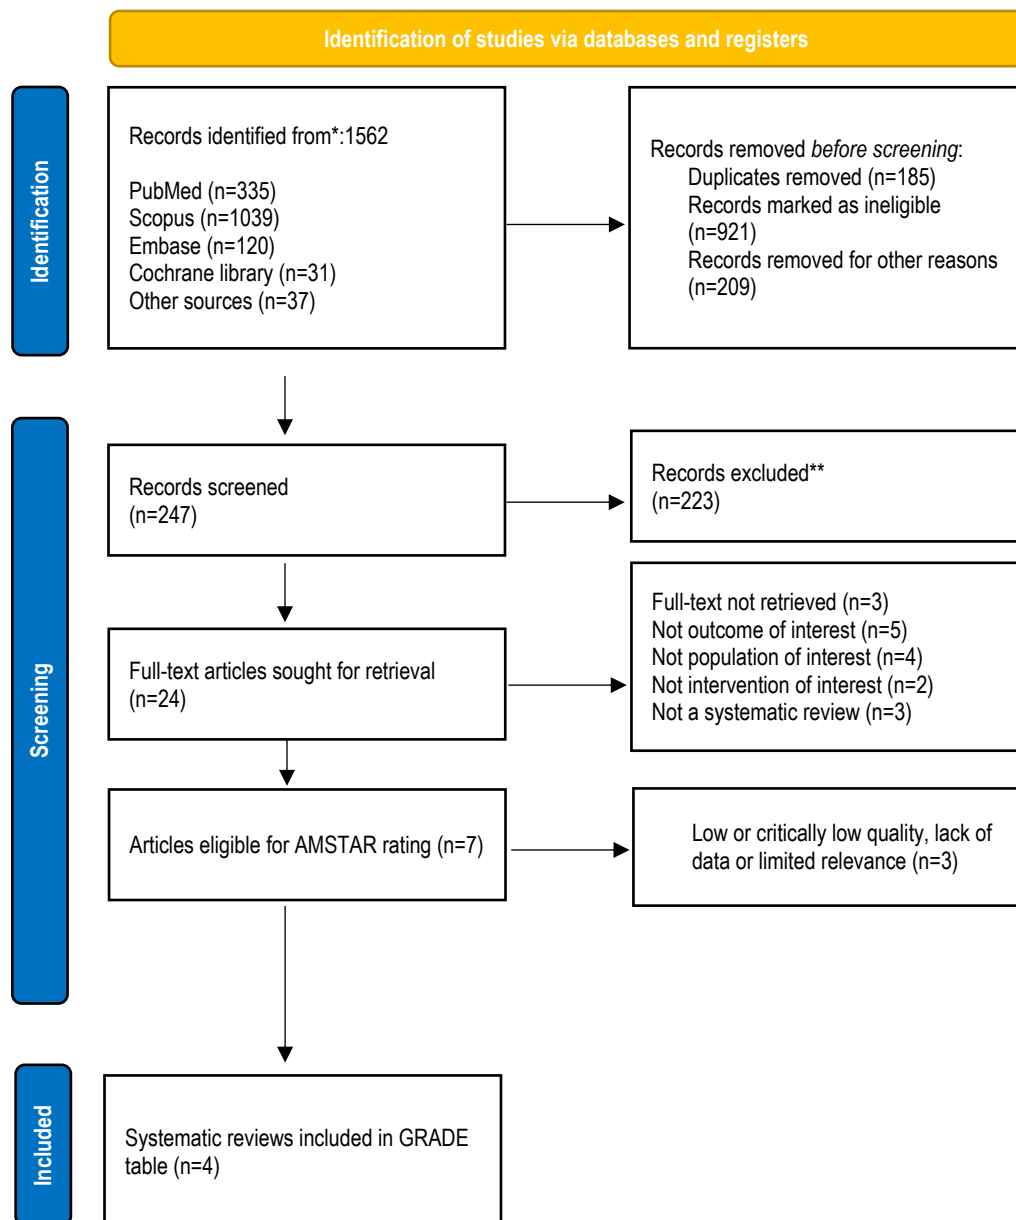 Identification of studies via databases and registers
Identification
Records identified from*:1562
PubMed (n=335)
Scopus (n=1039)
Embase (n=120)
Cochrane library (n=31)
Other sources (n=37)
Records removed before screening:
Duplicates removed (n=185)
Records marked as ineligible
(n=921)
Records removed for other reasons
(n=209)
Screening
Records screened
(n=247)
Records excluded**
(n=223)
Full-text articles sought for retrieval
(n=24)
Full-text not retrieved (n=3)
Not outcome of interest (n=5)
Not population of interest (n=4)
Not intervention of interest (n=2)
Not a systematic review (n=3)
Articles eligible for AMSTAR rating (n=7)
Low or critically low quality, lack of
data or limited relevance (n=3)
Included
Systematic reviews included in GRADE
table (n=4)